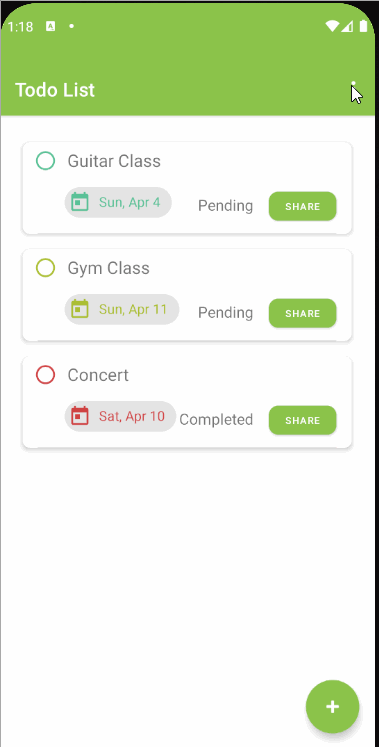 1:18 A
Todo List
Guitar Class
Sun, Apr 4 Pending SHARE
Gym Class
Sun, Apr 11 Pending SHARE
Concert
Sat, Apr 10 Completed SHARE
+